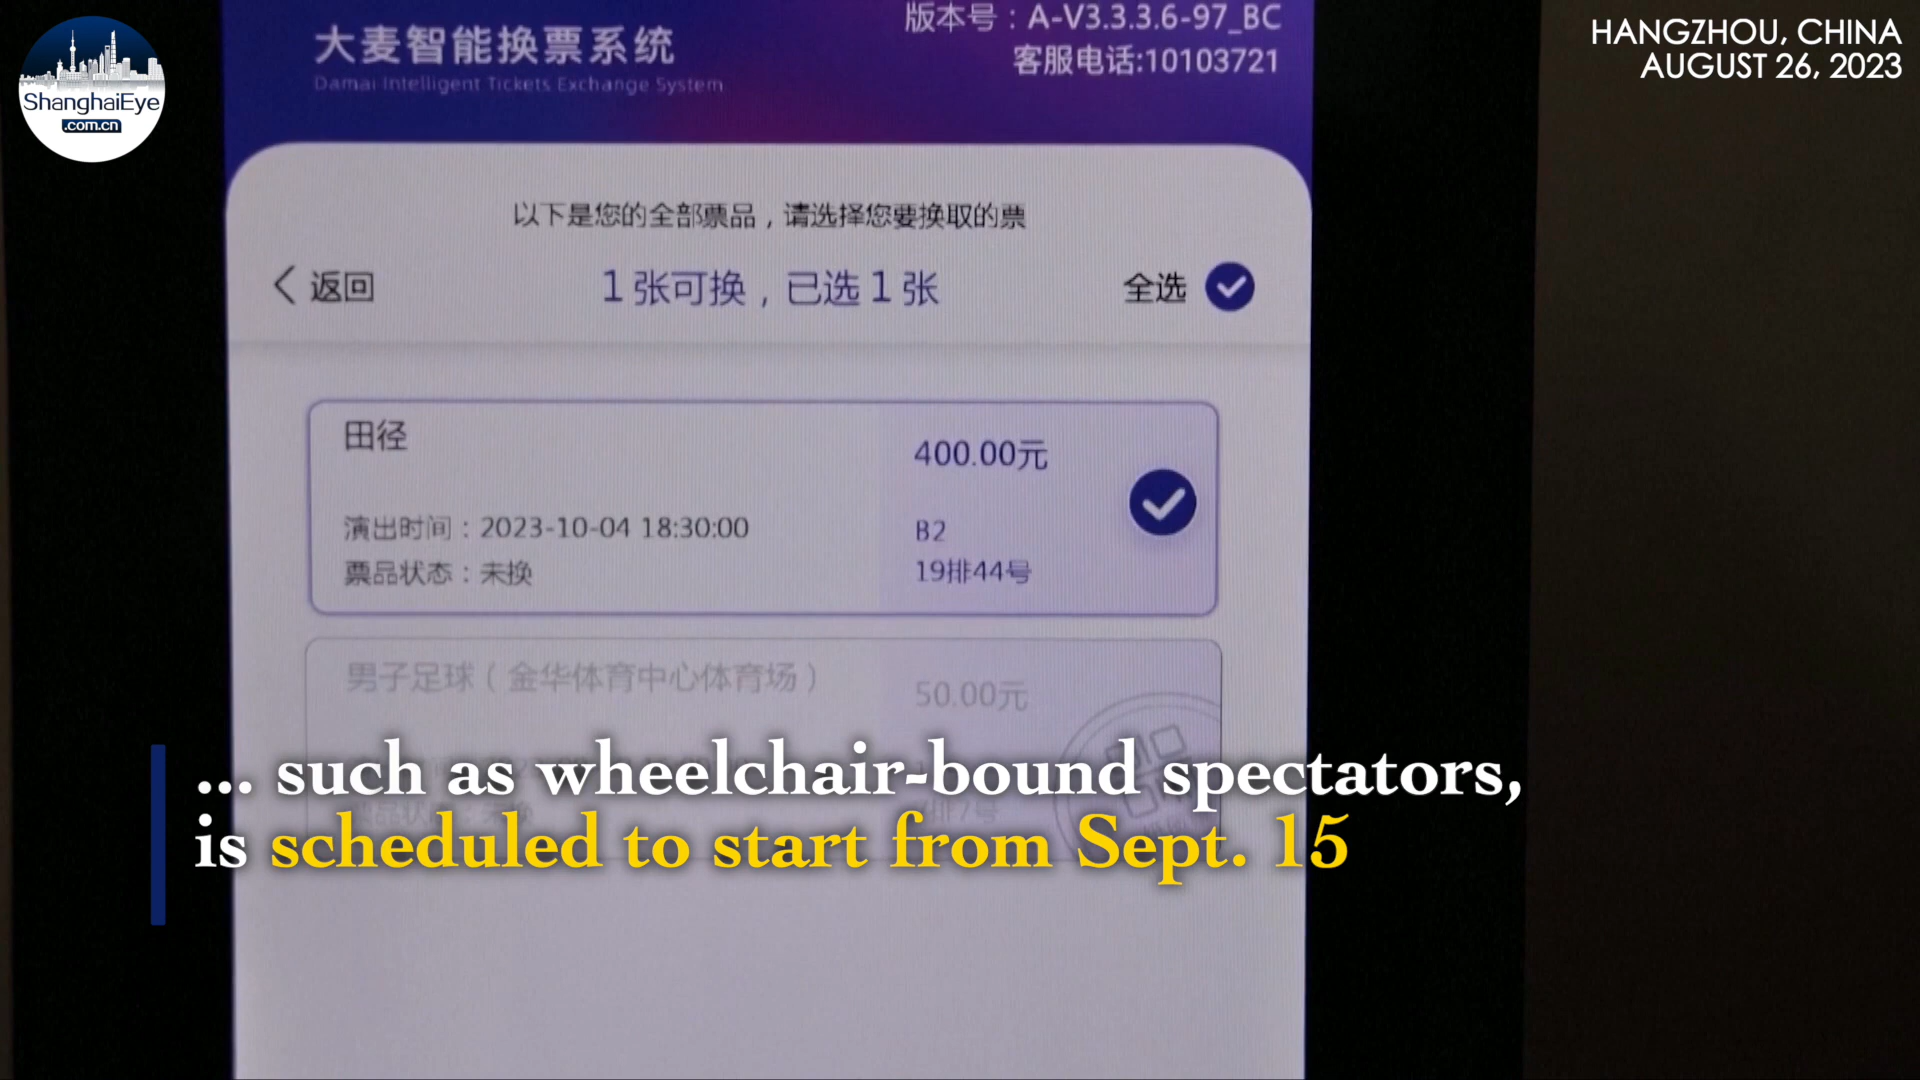 ShanghaiEye
.com.cn
HANGZHOU, CHINA
AUGUST 26, 2023
大麦智能换票系统
Damai Intelligent Tickets Exchange System
版本号：A-V3.3.3.6-97_BC
客服电话:10103721
以下是您的全部票品，请选择您要换取的票
返回
1 张可换，已选 1 张
全选
田径
400.00元
演出时间：2023-10-04 18:30:00
B2
票品状态：未换
19排44号
男子足球（金华体育中心体育场）
50.00元
... such as wheelchair-bound spectators,
is scheduled to start from Sept. 15